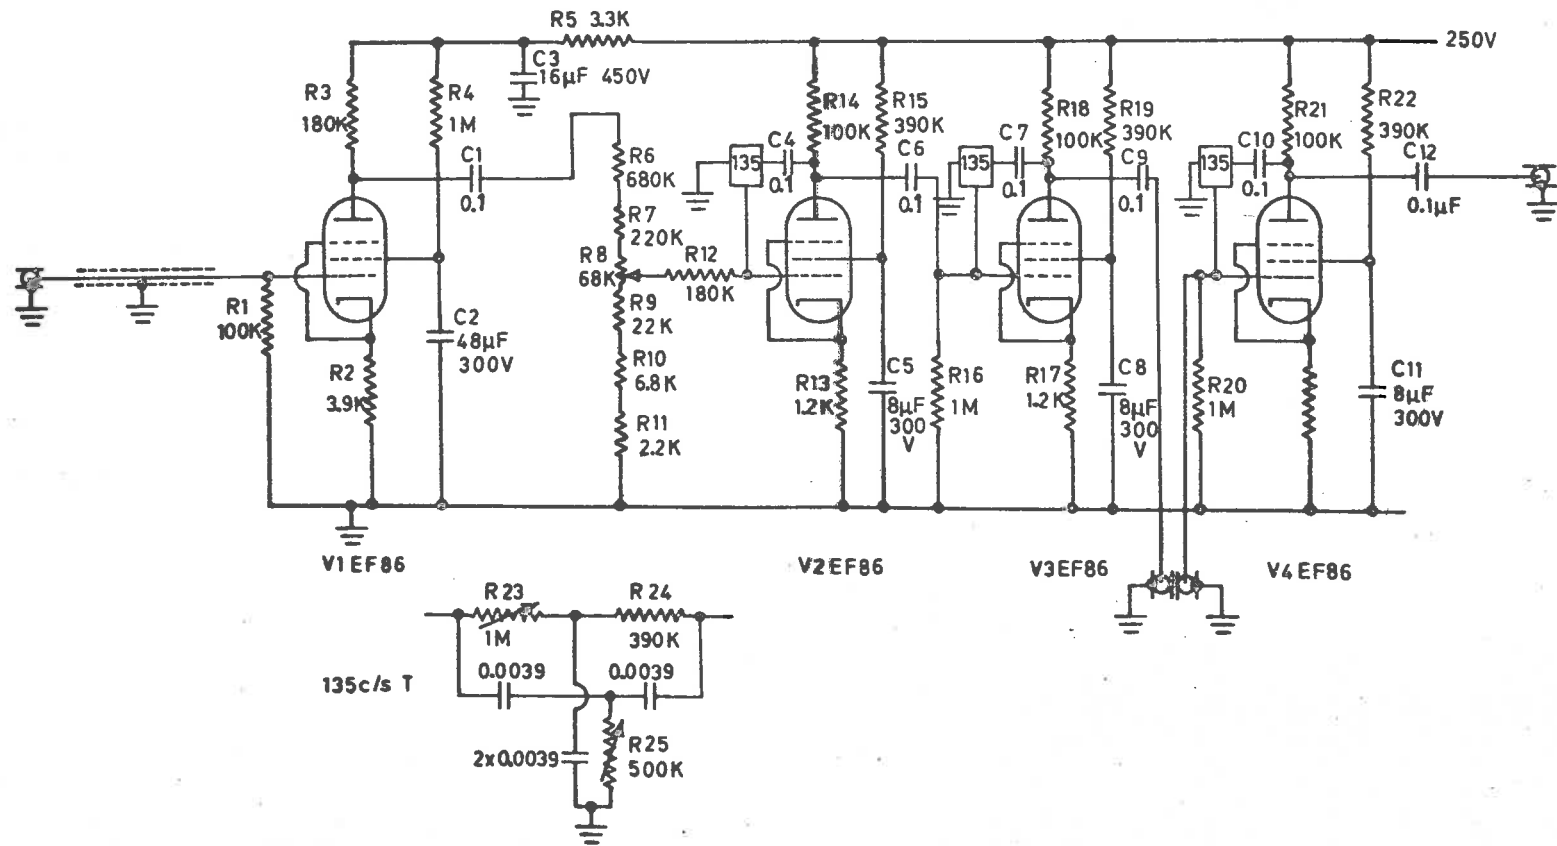 R5 3.3K
250V
C3
16µF 450V
R3
180K
R4
1M
C1
0.1
R6
680K
R7
220K
R8
68K
R9
22K
R10
6.8K
R11
2.2K
R12
180K
135
C4
0.1
R14
100K
R15
390K
C6
0.1
135
C7
0.1
R18
100K
R19
390K
C9
0.1
135
C10
0.1
R21
100K
R22
390K
C12
0.1µF
R1
100K
R2
3.9K
C2
48µF
300V
R13
1.2K
C5
8µF
300
V
R16
1M
R17
1.2K
C8
8µF
300
V
R20
1M
C11
8µF
300V
V1 EF86
V2 EF86
V3 EF86
V4 EF86
R23
1M
R24
390K
0.0039
0.0039
135c/s T
2x0.0039
R25
500K